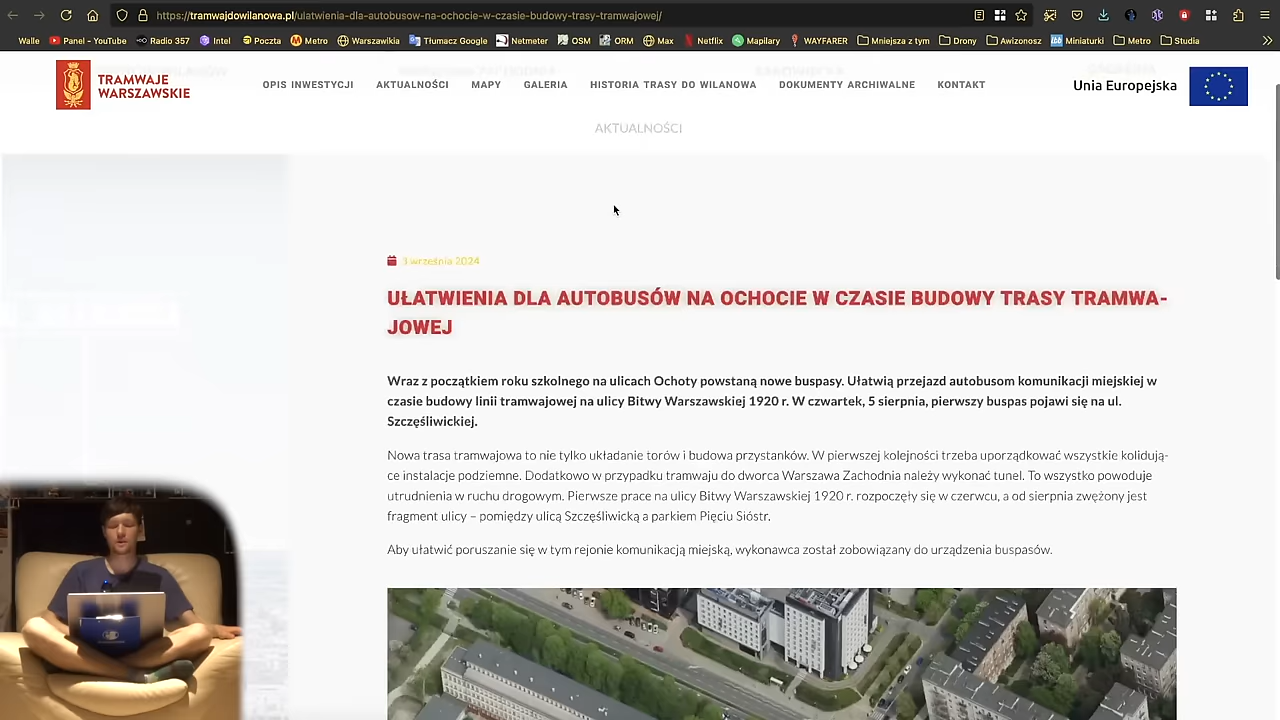 https://tramwajdowilanowa.pl/ulatwienia-dla-autobusow-na-ochocie-w-czasie-budowy-trasy-tramwajowej/
Walle Panel - YouTube Radio 357 Intel Poczta Metro Warszawikia Tłumacz Google Netmeter OSM ORM Max Netflix Mapilary WAYFARER Mniejsza z tym Drony Awizonosz Miniaturki Metro Studia
TRAMWAJE
WARSZAWSKIE
OPIS INWESTYCJI AKTUALNOŚCI MAPY GALERIA HISTORIA TRASY DO WILANOWA DOKUMENTY ARCHIWALNE KONTAKT
Unia Europejska
AKTUALNOŚCI
3 września 2024
UŁATWIENIA DLA AUTOBUSÓW NA OCHOCIE W CZASIE BUDOWY TRASY TRAMWA-
JOWEJ
Wraz z początkiem roku szkolnego na ulicach Ochoty powstaną nowe buspasy. Ułatwią przejazd autobusom komunikacji miejskiej w
czasie budowy linii tramwajowej na ulicy Bitwy Warszawskiej 1920 r. W czwartek, 5 sierpnia, pierwszy buspas pojawi się na ul.
Szczęśliwickiej.
Nowa trasa tramwajowa to nie tylko układanie torów i budowa przystanków. W pierwszej kolejności trzeba uporządkować wszystkie kolidują-
ce instalacje podziemne. Dodatkowo w przypadku tramwaju do dworca Warszawa Zachodnia należy wykonać tunel. To wszystko powoduje
utrudnienia w ruchu drogowym. Pierwsze prace na ulicy Bitwy Warszawskiej 1920 r. rozpoczęły się w czerwcu, a od sierpnia zwężony jest
fragment ulicy – pomiędzy ulicą Szczęśliwicką a parkiem Pięciu Sióstr.
Aby ułatwić poruszanie się w tym rejonie komunikacją miejską, wykonawca został zobowiązany do urządzenia buspasów.